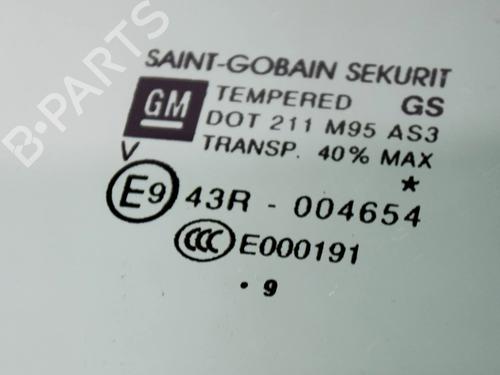 SAINT-GOBAIN SEKURIT
GM
TEMPERED GS
DOT 211 M95 AS3
TRANSP. 40% MAX
V *
E9 43R - 004654
CCC E000191
. 9
B-PARTS